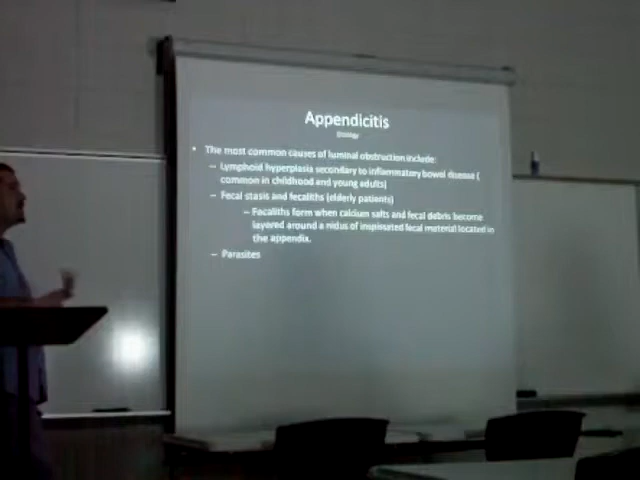 Appendicitis
Etiology
• The most common causes of luminal obstruction include:
– Lymphoid hyperplasia secondary to inflammatory bowel disease (
common in childhood and young adults)
– Fecal stasis and fecaliths (elderly patients)
– Fecaliths form when calcium salts and fecal debris become
layered around a nidus of inspissated fecal material located in
the appendix.
– Parasites